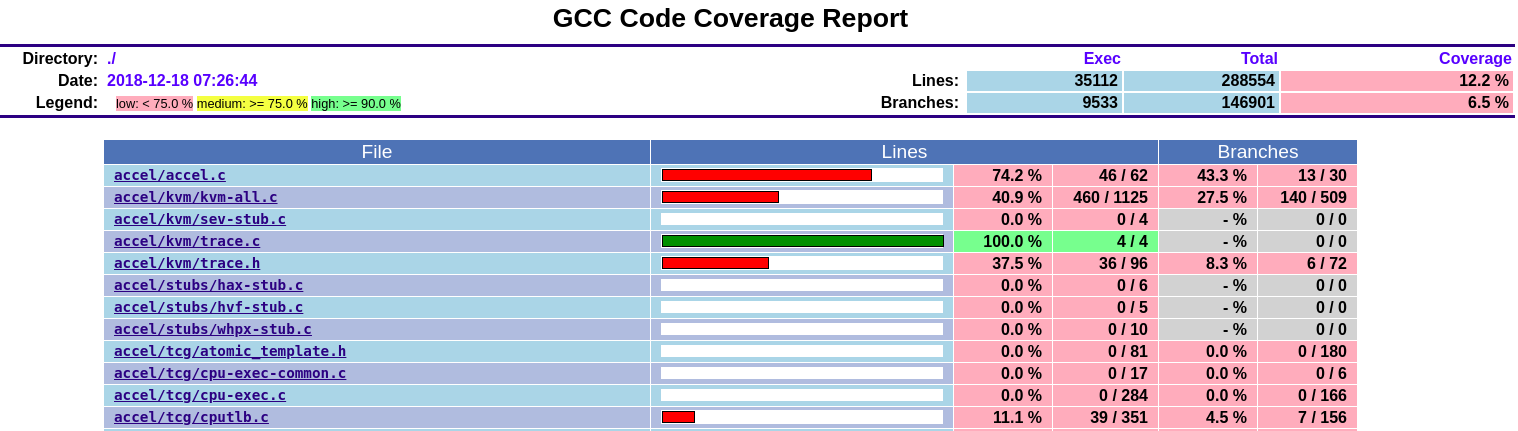 GCC Code Coverage Report
Directory: ./ Exec Total Coverage
Date: 2018-12-18 07:26:44 Lines: 35112 288554 12.2 %
Legend: low: < 75.0 % medium: >= 75.0 % high: >= 90.0 % Branches: 9533 146901 6.5 %
File Lines Branches
accel/accel.c 74.2 % 46 / 62 43.3 % 13 / 30
accel/kvm/kvm-all.c 40.9 % 460 / 1125 27.5 % 140 / 509
accel/kvm/sev-stub.c 0.0 % 0 / 4 - % 0 / 0
accel/kvm/trace.c 100.0 % 4 / 4 - % 0 / 0
accel/kvm/trace.h 37.5 % 36 / 96 8.3 % 6 / 72
accel/stubs/hax-stub.c 0.0 % 0 / 6 - % 0 / 0
accel/stubs/hvf-stub.c 0.0 % 0 / 5 - % 0 / 0
accel/stubs/whpx-stub.c 0.0 % 0 / 10 - % 0 / 0
accel/tcg/atomic_template.h 0.0 % 0 / 81 0.0 % 0 / 180
accel/tcg/cpu-exec-common.c 0.0 % 0 / 17 0.0 % 0 / 6
accel/tcg/cpu-exec.c 0.0 % 0 / 284 0.0 % 0 / 166
accel/tcg/cputlb.c 11.1 % 39 / 351 4.5 % 7 / 156